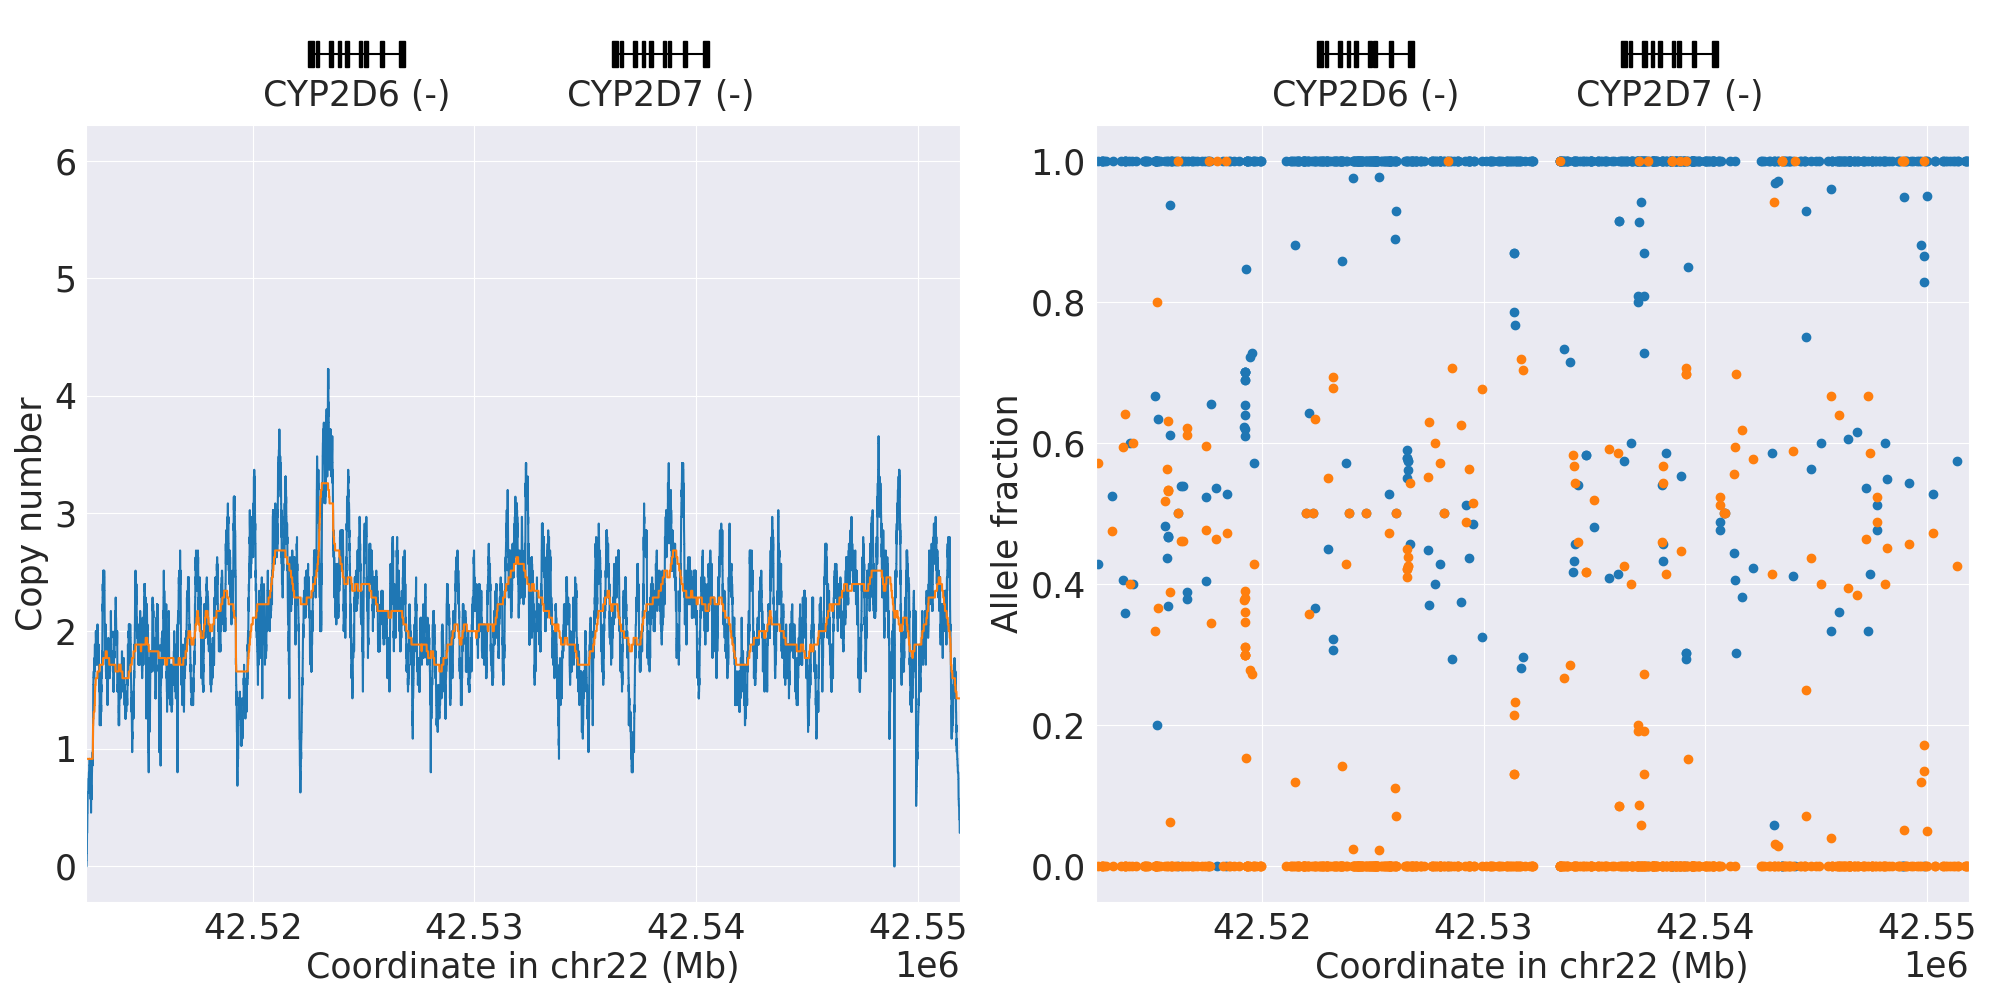 CYP2D6 (-)
CYP2D7 (-)
6
5
4
3
2
1
0
Copy number
42.52
42.53
42.54
42.55
Coordinate in chr22 (Mb)
1e6
CYP2D6 (-)
CYP2D7 (-)
1.0
0.8
0.6
0.4
0.2
0.0
Allele fraction
42.52
42.53
42.54
42.55
Coordinate in chr22 (Mb)
1e6